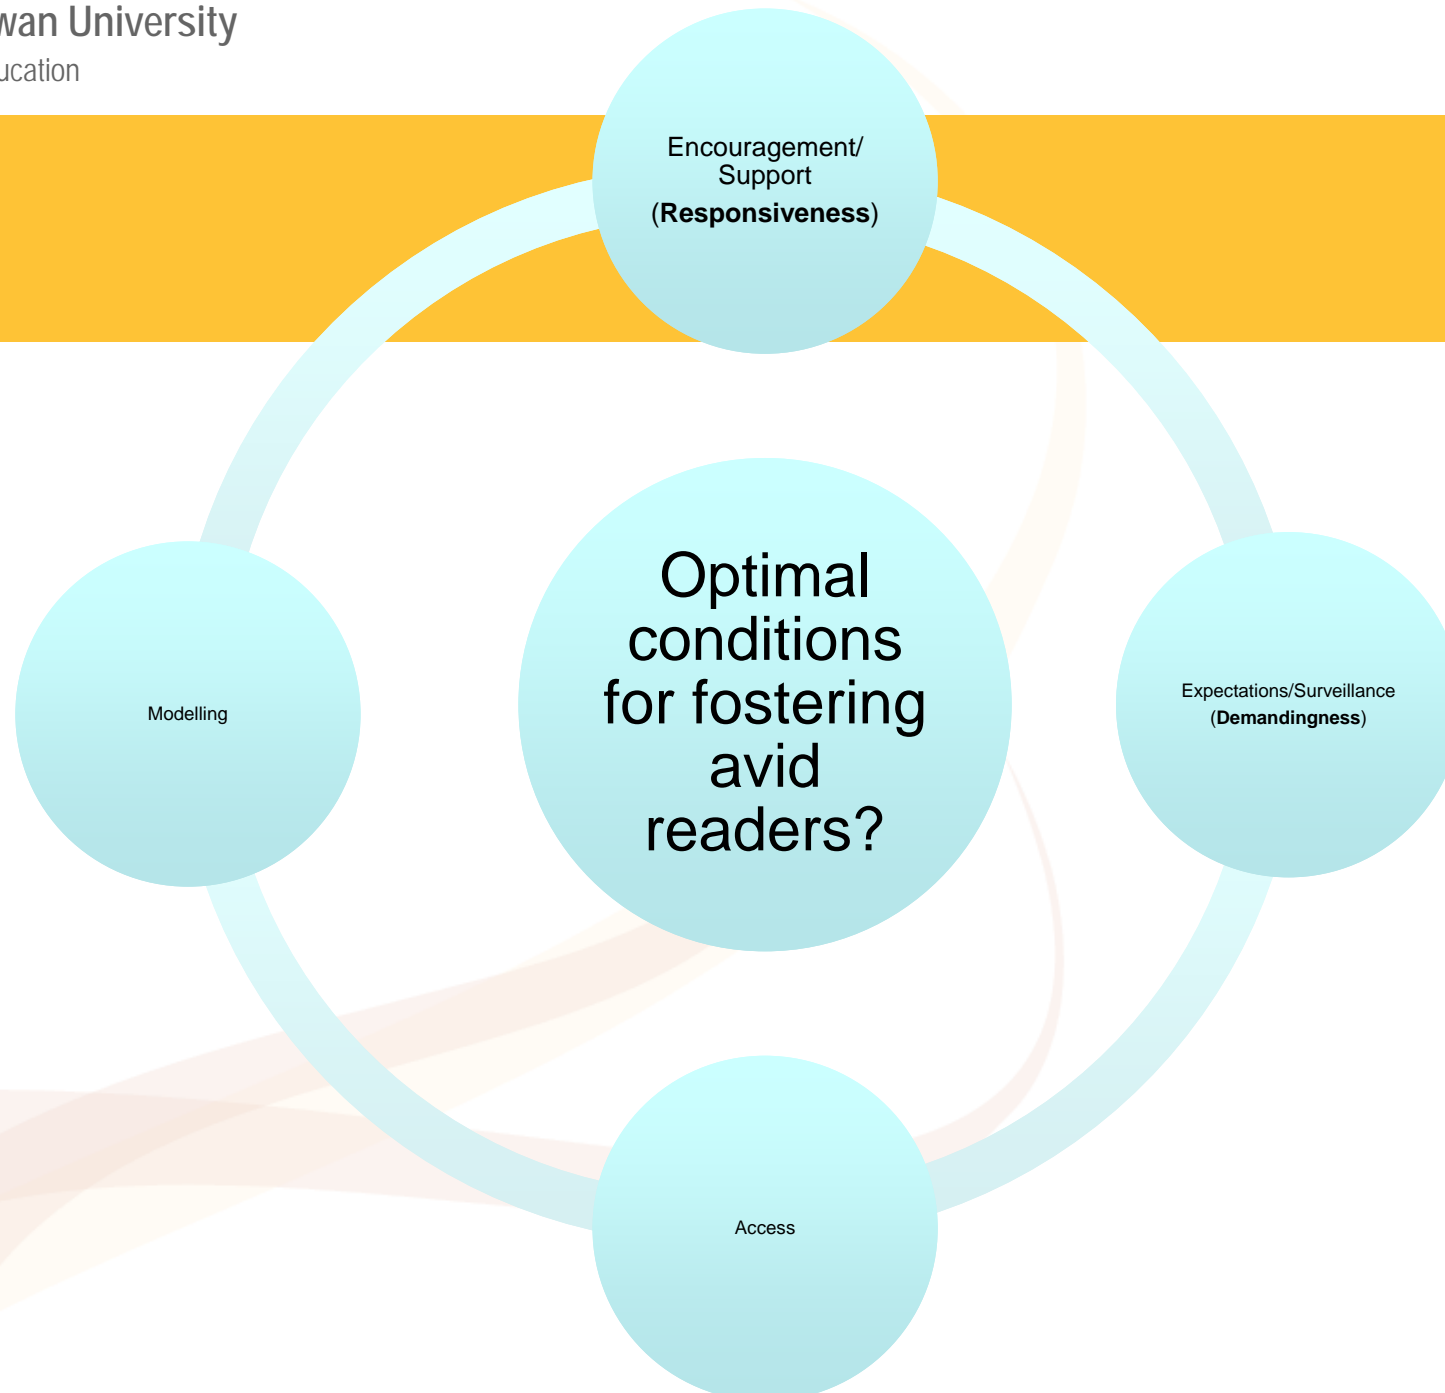 wan University
ucation
Encouragement/
Support
(Responsiveness)
Optimal
conditions
for fostering
avid
readers?
Modelling
Expectations/Surveillance
(Demandingness)
Access